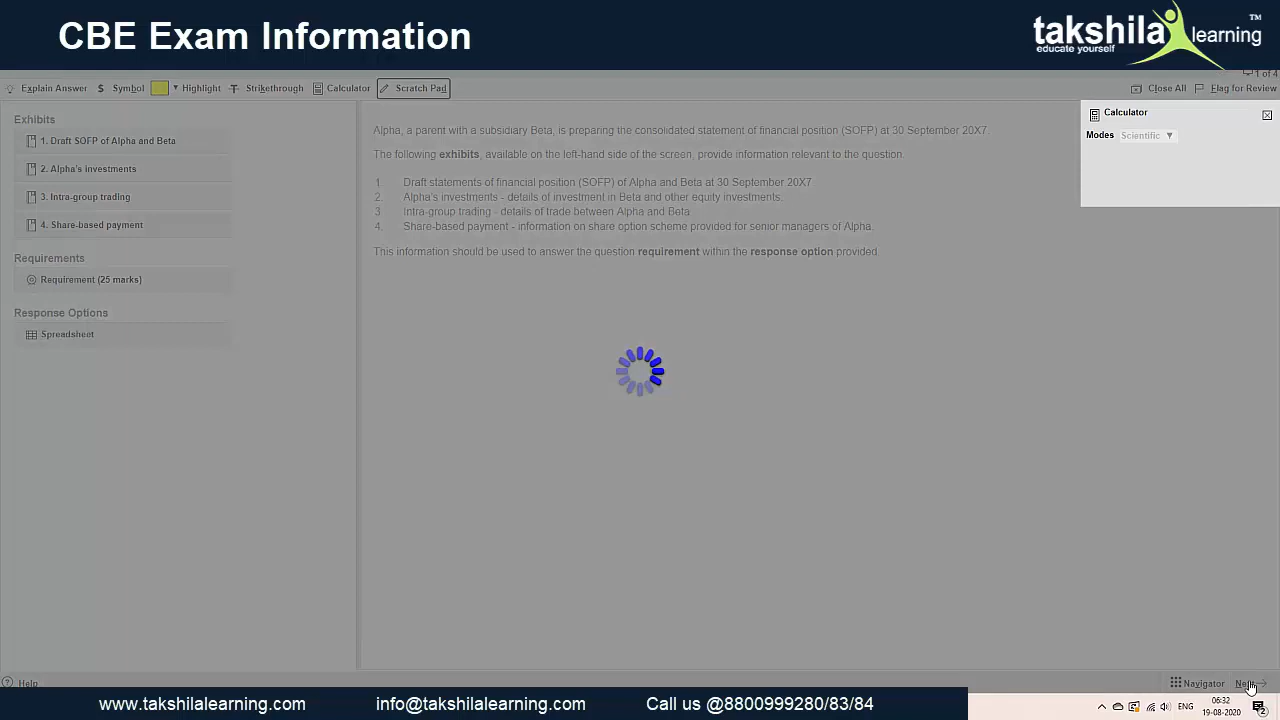 CBE Exam Information
takshila learning ™
educate yourself
1 of 4
Explain Answer $ Symbol Highlight Strikethrough Calculator Scratch Pad Close All Flag for Review
Exhibits
1. Draft SOFP of Alpha and Beta
2. Alpha's investments
3. Intra-group trading
4. Share-based payment
Requirements
Requirement (25 marks)
Response Options
Spreadsheet
Alpha, a parent with a subsidiary Beta, is preparing the consolidated statement of financial position (SOFP) at 30 September 20X7.
The following exhibits, available on the left-hand side of the screen, provide information relevant to the question.
1. Draft statements of financial position (SOFP) of Alpha and Beta at 30 September 20X7
2. Alpha's investments - details of investment in Beta and other equity investments.
3 Intra-group trading - details of trade between Alpha and Beta
4. Share-based payment - information on share option scheme provided for senior managers of Alpha.
This information should be used to answer the question requirement within the response option provided.
Calculator
Modes Scientific
Help
Navigator
www.takshilalearning.com info@takshilalearning.com Call us @8800999280/83/84
ENG
06:32
19-08-2020
2